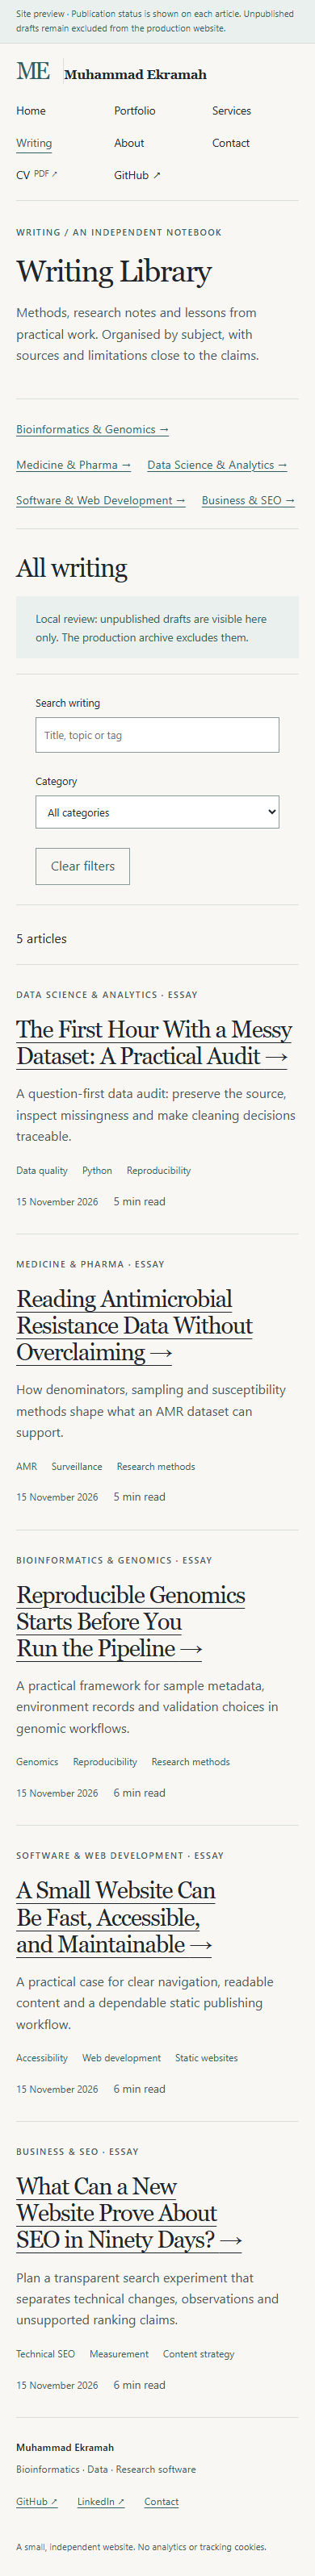 Site preview · Publication status is shown on each article. Unpublished
drafts remain excluded from the production website.
ME Muhammad Ekramah
Home Portfolio Services
Writing About Contact
CV PDF ↗ GitHub ↗
WRITING / AN INDEPENDENT NOTEBOOK
Writing Library
Methods, research notes and lessons from
practical work. Organised by subject, with
sources and limitations close to the claims.
Bioinformatics & Genomics →
Medicine & Pharma → Data Science & Analytics →
Software & Web Development → Business & SEO →
All writing
Local review: unpublished drafts are visible here
only. The production archive excludes them.
Search writing
Title, topic or tag
Category
All categories
Clear filters
5 articles
DATA SCIENCE & ANALYTICS · ESSAY
The First Hour With a Messy
Dataset: A Practical Audit →
A question-first data audit: preserve the source,
inspect missingness and make cleaning decisions
traceable.
Data quality Python Reproducibility
15 November 2026 5 min read
MEDICINE & PHARMA · ESSAY
Reading Antimicrobial
Resistance Data Without
Overclaiming →
How denominators, sampling and susceptibility
methods shape what an AMR dataset can
support.
AMR Surveillance Research methods
15 November 2026 5 min read
BIOINFORMATICS & GENOMICS · ESSAY
Reproducible Genomics
Starts Before You
Run the Pipeline →
A practical framework for sample metadata,
environment records and validation choices in
genomic workflows.
Genomics Reproducibility Research methods
15 November 2026 6 min read
SOFTWARE & WEB DEVELOPMENT · ESSAY
A Small Website Can
Be Fast, Accessible,
and Maintainable →
A practical case for clear navigation, readable
content and a dependable static publishing
workflow.
Accessibility Web development Static websites
15 November 2026 6 min read
BUSINESS & SEO · ESSAY
What Can a New
Website Prove About
SEO in Ninety Days? →
Plan a transparent search experiment that
separates technical changes, observations and
unsupported ranking claims.
Technical SEO Measurement Content strategy
15 November 2026 6 min read
Muhammad Ekramah
Bioinformatics · Data · Research software
GitHub ↗ LinkedIn ↗ Contact
A small, independent website. No analytics or tracking cookies.